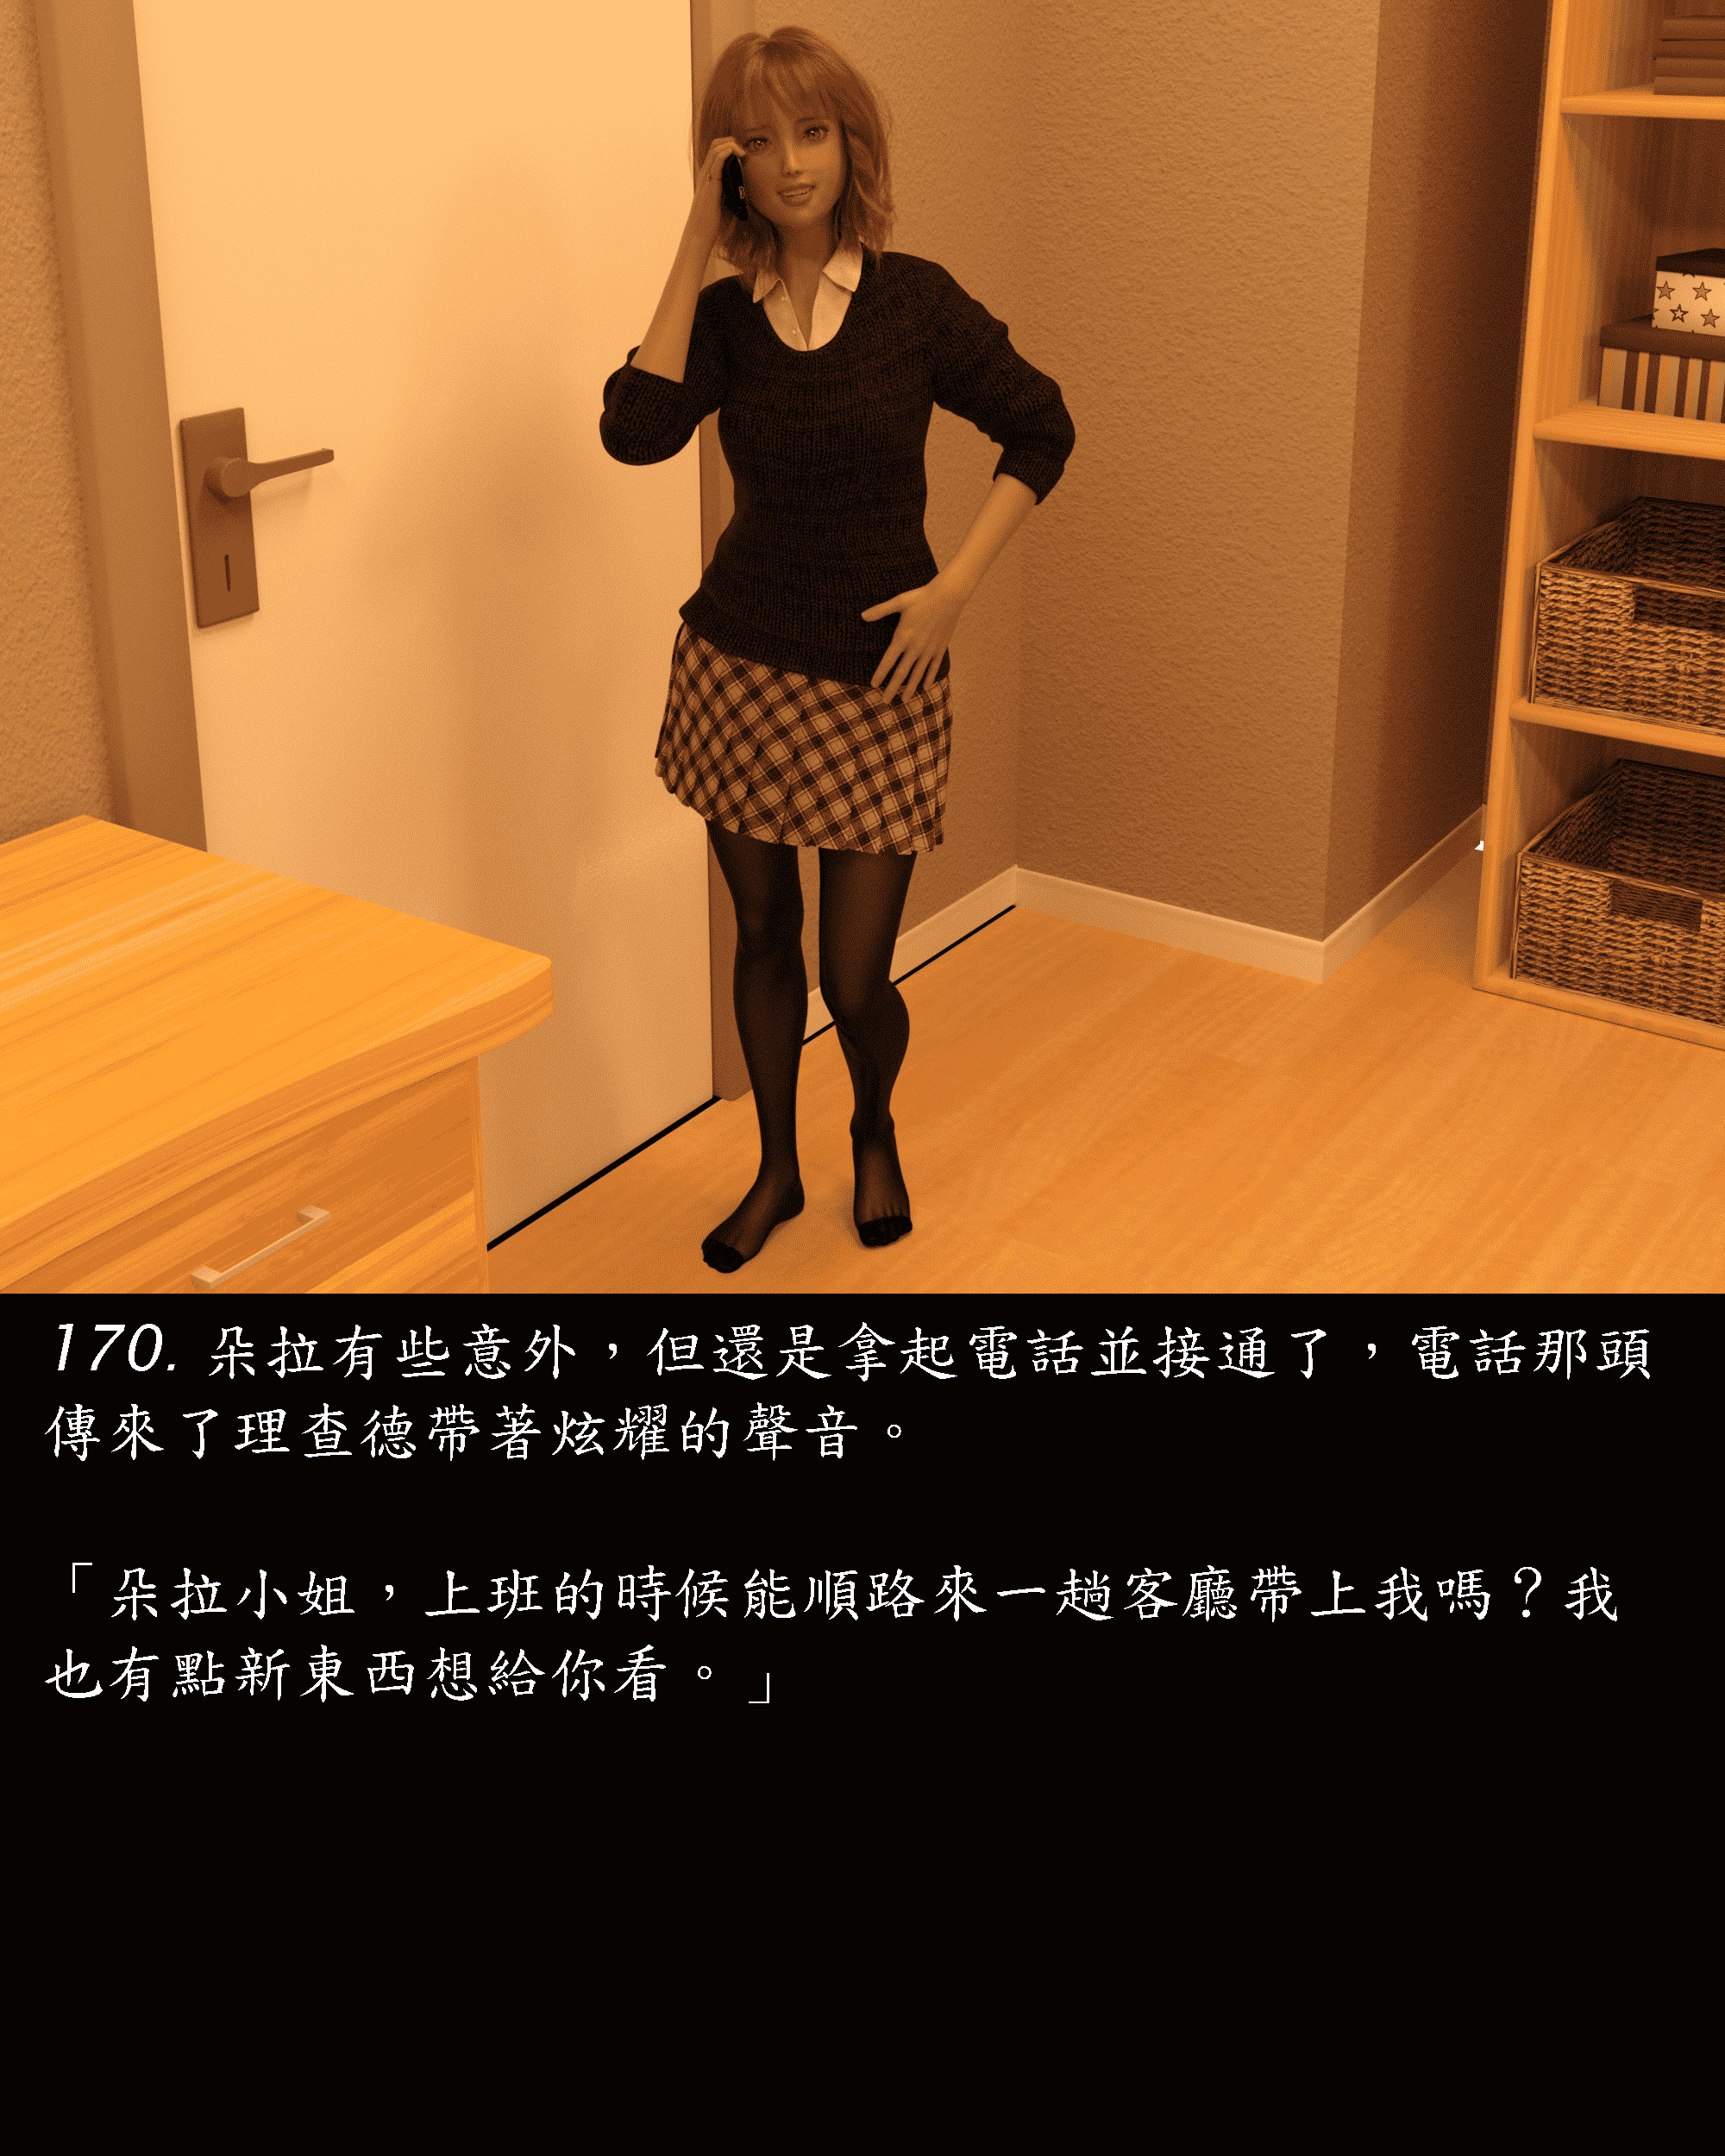 170. 朵拉有些意外，但還是拿起電話並接通了，電話那頭
傳來了理查德帶著炫耀的聲音。
「朵拉小姐，上班的時候能順路來一趟客廳帶上我嗎？我
也有點新東西想給你看。」